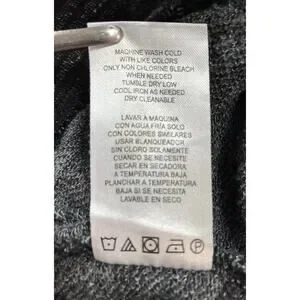 MACHINE WASH COLD
WITH LIKE COLORS
ONLY NON CHLORINE BLEACH
WHEN NEEDED
TUMBLE DRY LOW
COOL IRON AS NEEDED
DRY CLEANABLE
LAVAR A MAQUINA
CON AGUA FRIA SOLO
CON COLORES SIMILARES
USAR BLANQUEADOR
SIN CLORO SOLAMENTE
CUANDO SE NECESITE
SECAR EN SECADORA
A TEMPERATURA BAJA
PLANCHAR A TEMPERATURA
BAJA CUANDO SE NECESITE
LAVABLE EN SECO